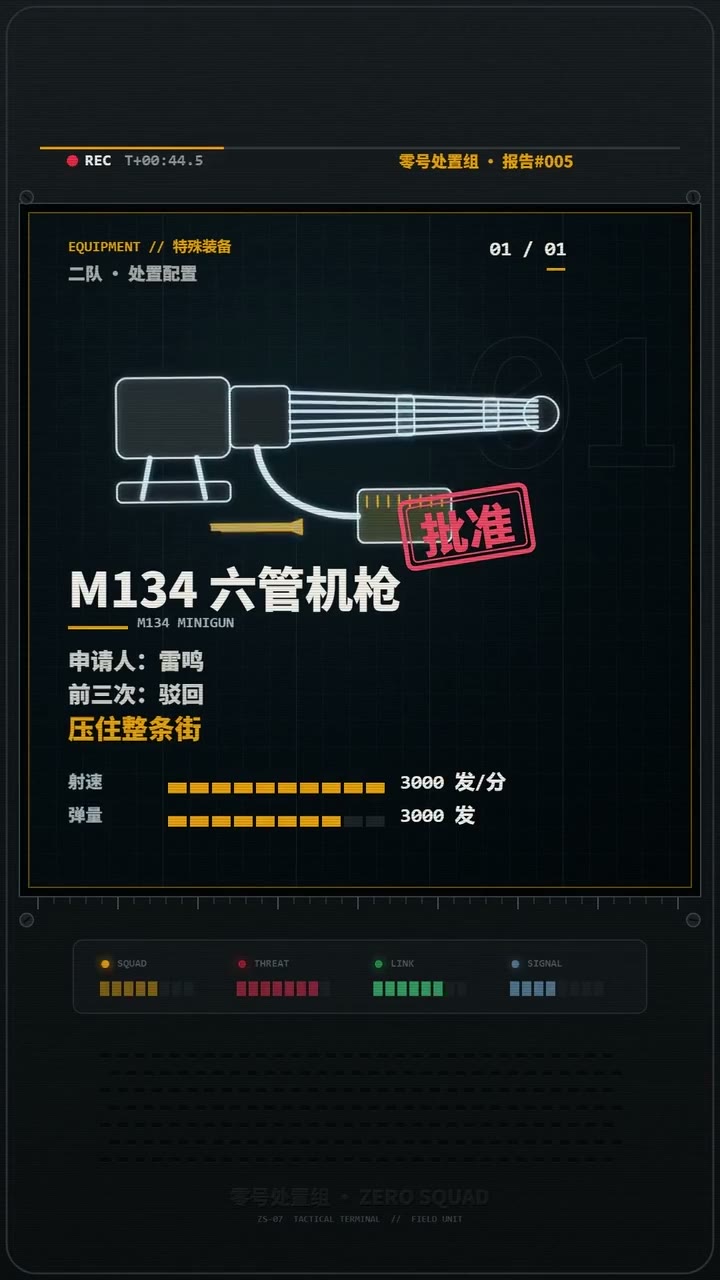 REC T+00:44.5
零号处置组 • 报告#005
EQUIPMENT // 特殊装备
01 / 01
二队 • 处置配置
01
批准
M134 六管机枪
M134 MINIGUN
申请人: 雷鸣
前三次: 驳回
压住整条街
射速 3000 发/分
弹量 3000 发
SQUAD THREAT LINK SIGNAL
零号处置组 • ZERO SQUAD
ZS-07 TACTICAL TERMINAL // FIELD UNIT